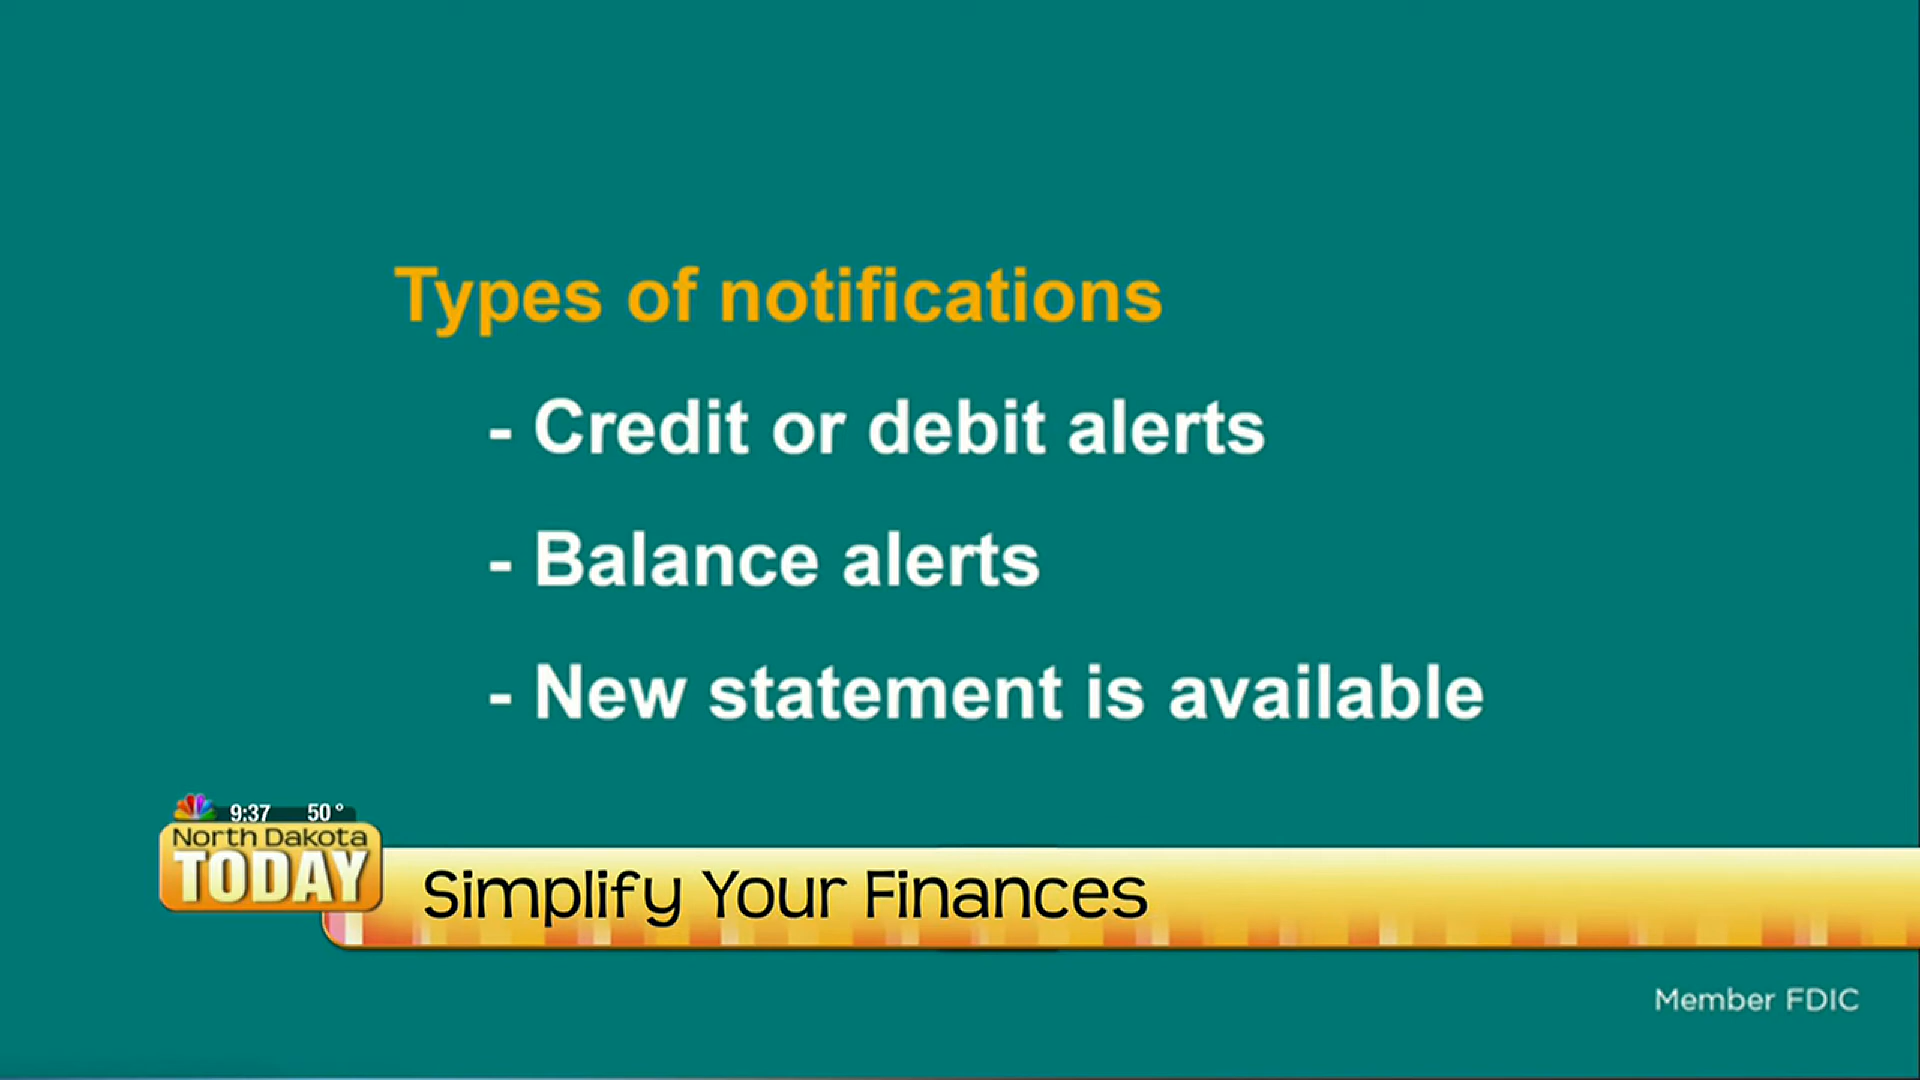 Types of notifications
- Credit or debit alerts
- Balance alerts
- New statement is available
9:37 50°
North Dakota
TODAY
Simplify Your Finances
Member FDIC